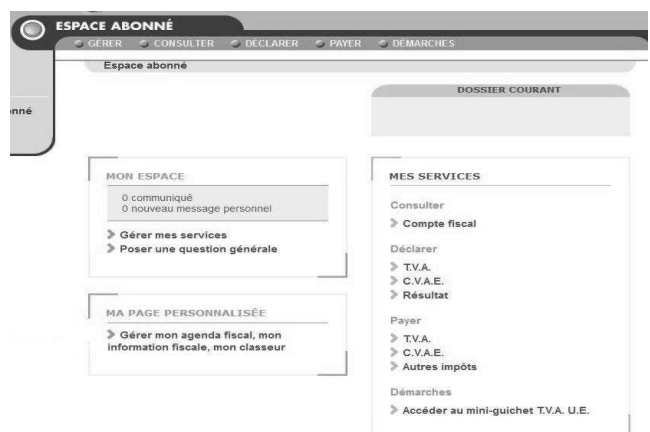 ESPACE ABONNÉ
GÉRER CONSULTER DÉCLARER PAYER DÉMARCHES
Espace abonné
DOSSIER COURANT
onné
MON ESPACE
0 communiqué
0 nouveau message personnel
Gérer mes services
Poser une question générale
MA PAGE PERSONNALISÉE
Gérer mon agenda fiscal, mon
information fiscale, mon classeur
MES SERVICES
Consulter
Compte fiscal
Déclarer
T.V.A.
C.V.A.E.
Résultat
Payer
T.V.A.
C.V.A.E.
Autres impôts
Démarches
Accéder au mini-guichet T.V.A. U.E.